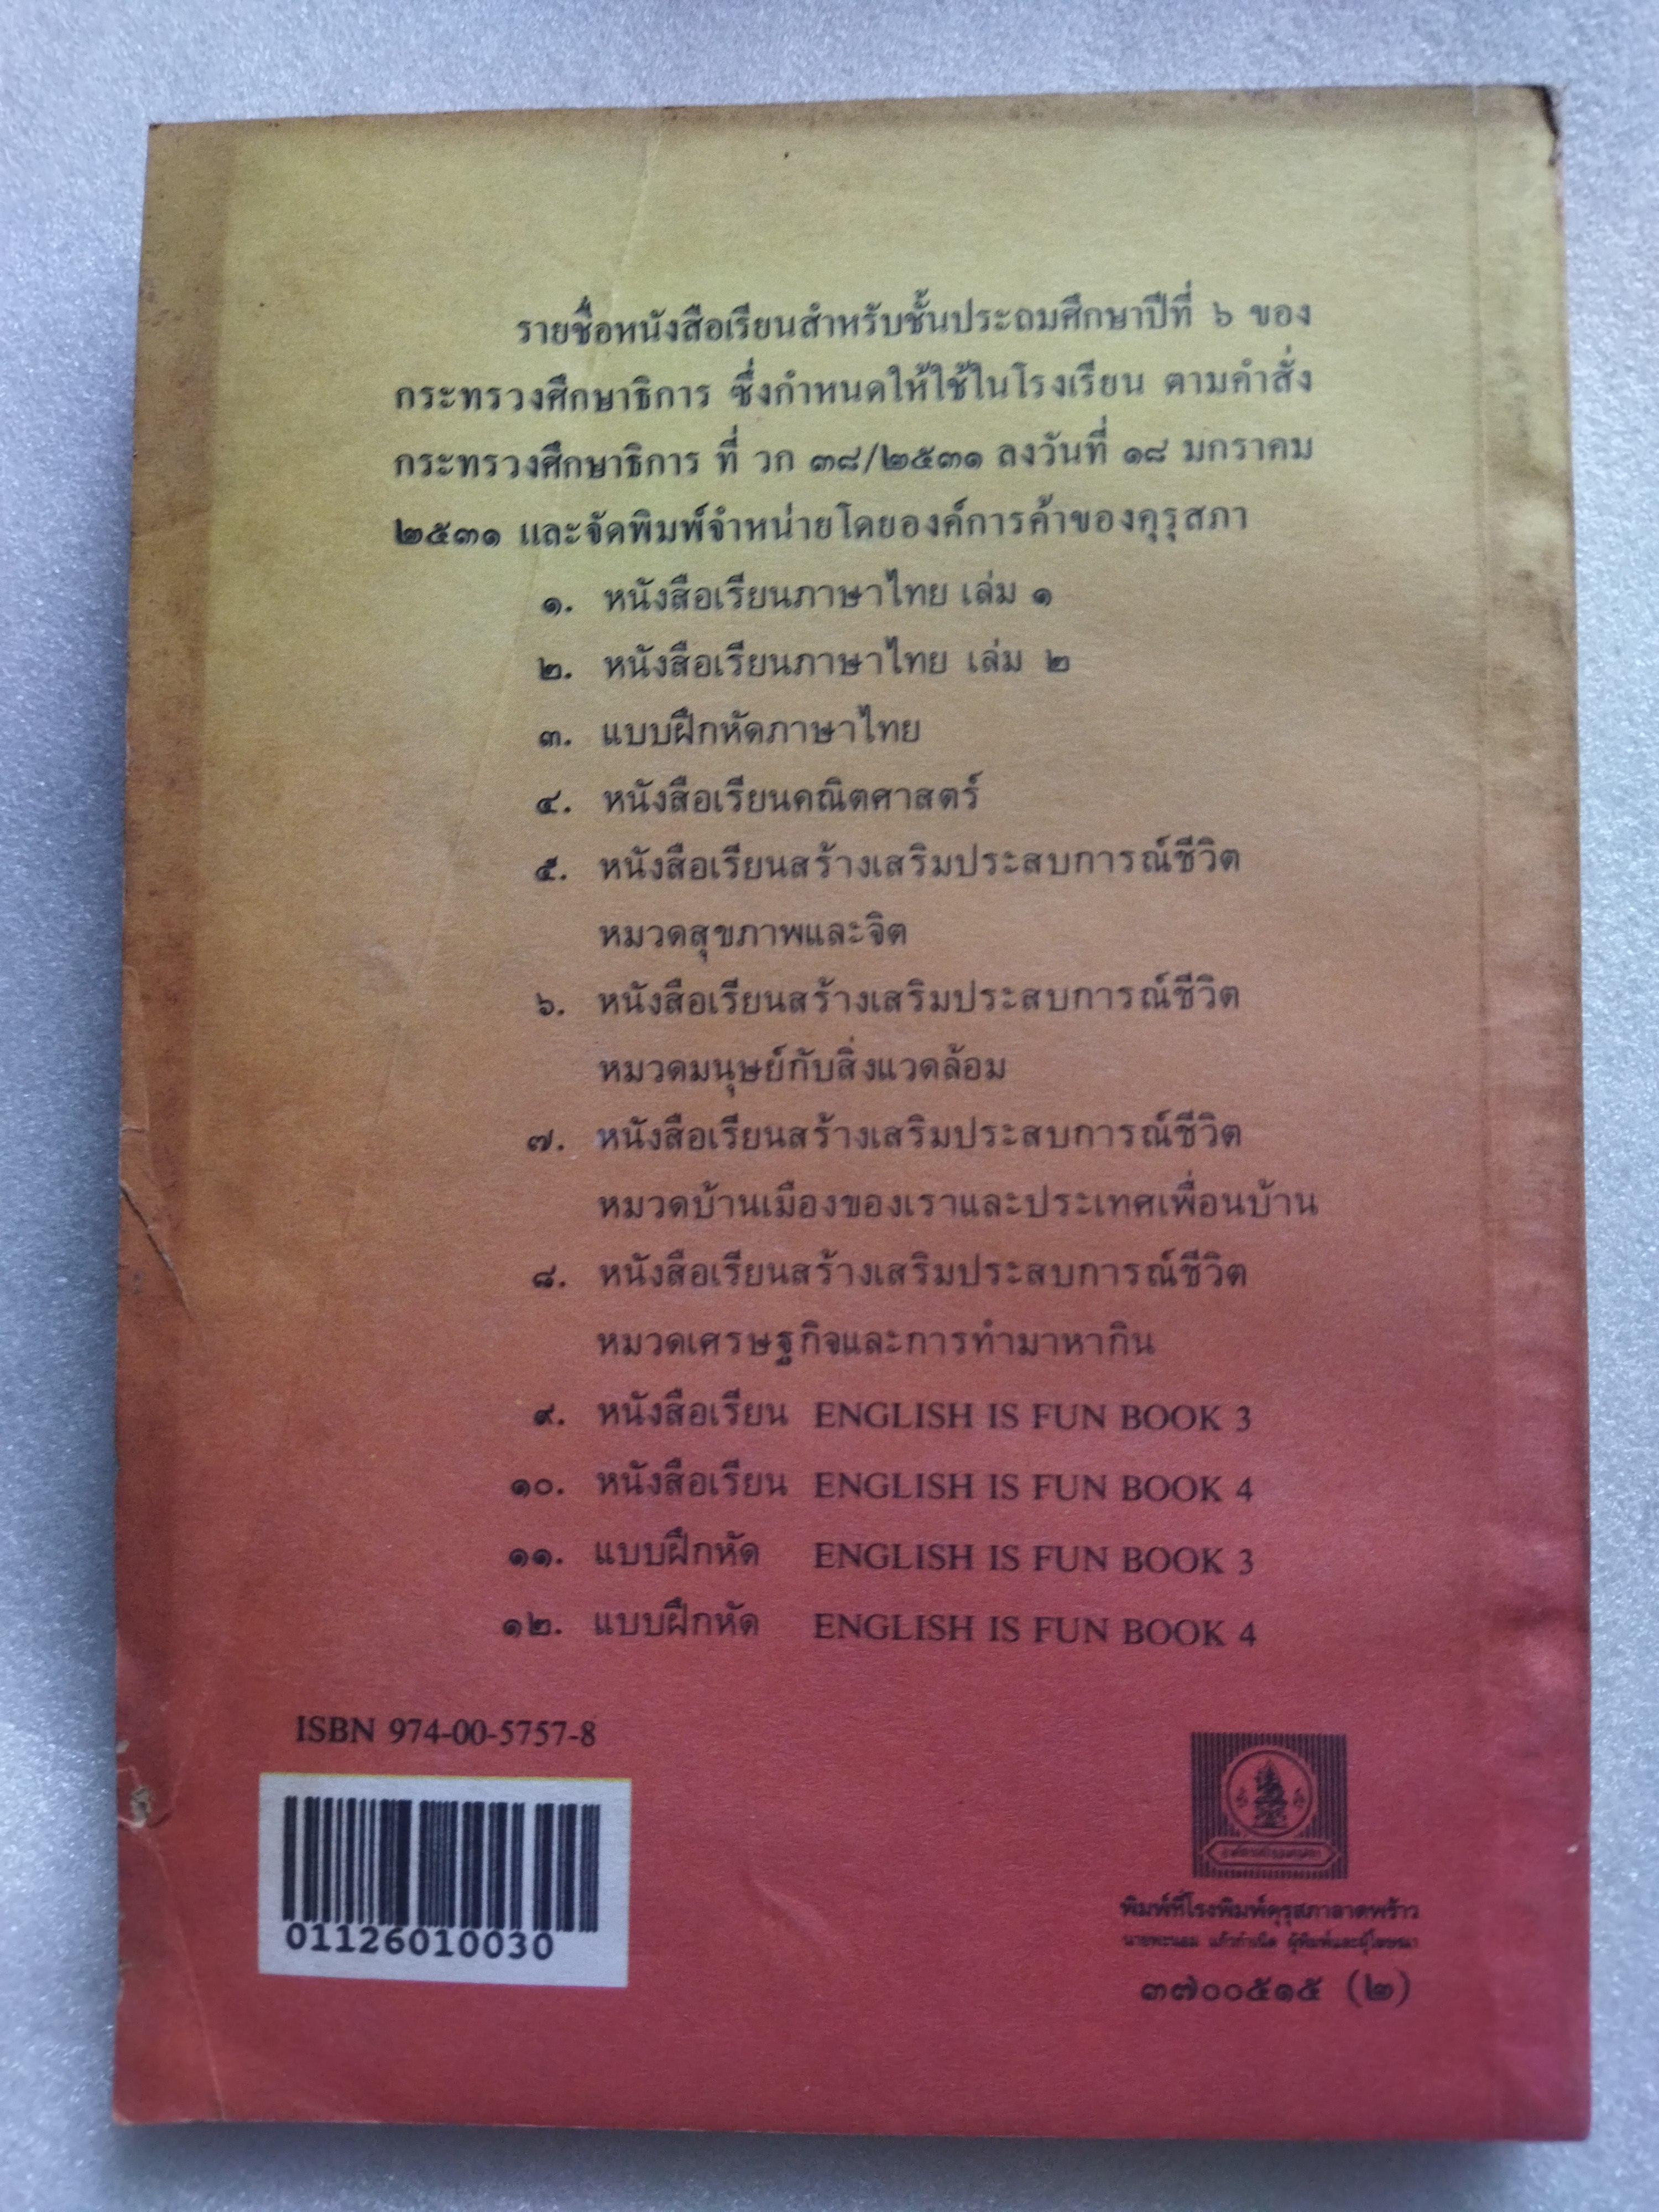 รายชื่อหนังสือเรียนสำหรับชั้นประถมศึกษาปีที่ ๖ ของ
กระทรวงศึกษาธิการ ซึ่งกำหนดให้ใช้ในโรงเรียน ตามคำสั่ง
กระทรวงศึกษาธิการ ที่ วก ๓๘/๒๕๓๑ ลงวันที่ ๑๘ มกราคม
๒๕๓๑ และจัดพิมพ์จำหน่ายโดยองค์การค้าของคุรุสภา
๑. หนังสือเรียนภาษาไทย เล่ม ๑
๒. หนังสือเรียนภาษาไทย เล่ม ๒
๓. แบบฝึกหัดภาษาไทย
๔. หนังสือเรียนคณิตศาสตร์
๕. หนังสือเรียนสร้างเสริมประสบการณ์ชีวิต
หมวดสุขภาพและจิต
๖. หนังสือเรียนสร้างเสริมประสบการณ์ชีวิต
หมวดมนุษย์กับสิ่งแวดล้อม
๗. หนังสือเรียนสร้างเสริมประสบการณ์ชีวิต
หมวดบ้านเมืองของเราและประเทศเพื่อนบ้าน
๘. หนังสือเรียนสร้างเสริมประสบการณ์ชีวิต
หมวดเศรษฐกิจและการทำมาหากิน
๙. หนังสือเรียน ENGLISH IS FUN BOOK 3
๑๐. หนังสือเรียน ENGLISH IS FUN BOOK 4
๑๑. แบบฝึกหัด ENGLISH IS FUN BOOK 3
๑๒. แบบฝึกหัด ENGLISH IS FUN BOOK 4
ISBN 974-00-5757-8
01126010030
พิมพ์ที่โรงพิมพ์คุรุสภาลาดพร้าว
ผู้พิมพ์และผู้โฆษณา
๓๗๐๐๕๑๕ (๒)